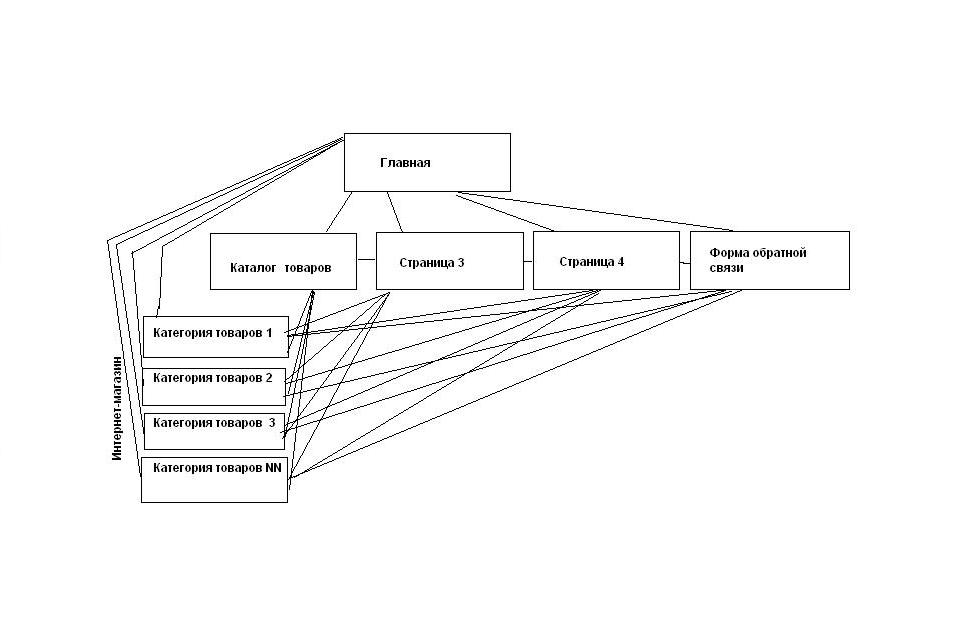 Главная
Каталог товаров
Страница 3
Страница 4
Форма обратной
связи
Категория товаров 1
Категория товаров 2
Категория товаров 3
Категория товаров NN
Интернет-магазин